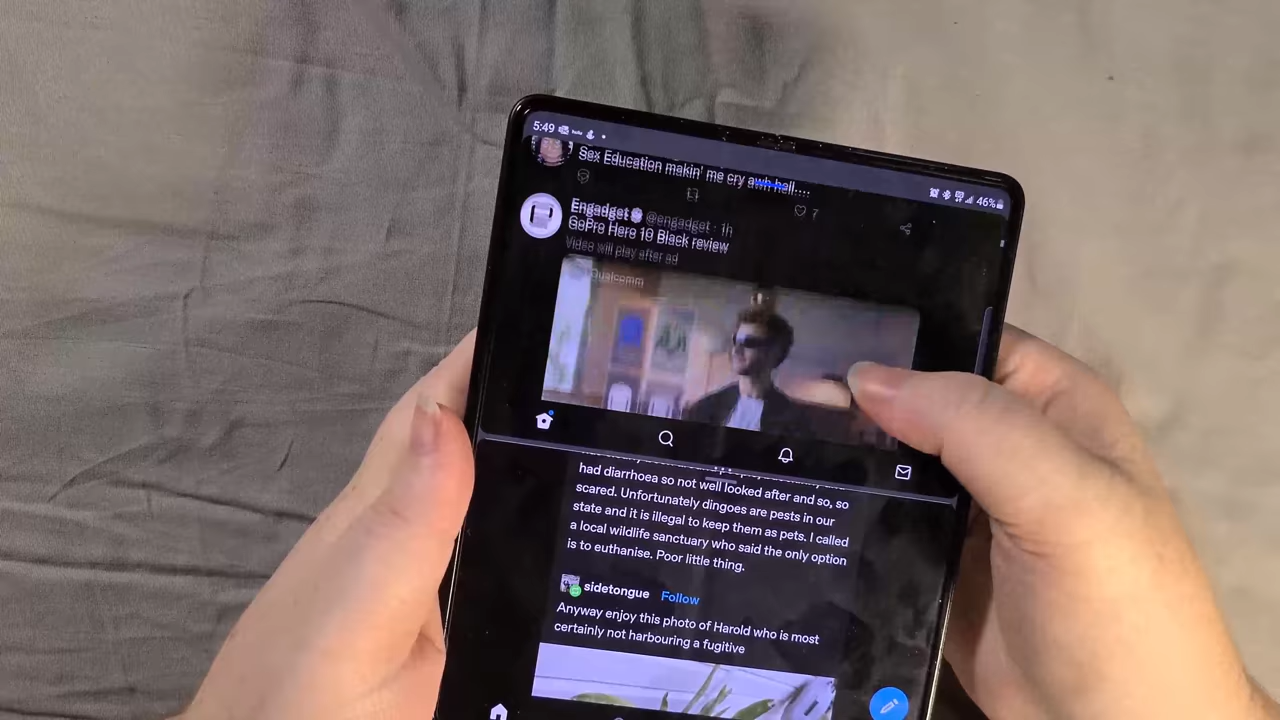 5:49
46%
Sex Education makin' me cry awh hell....
7
Engadget @engadget · 1h
GoPro Hero 10 Black review
Video will play after ad
Qualcomm
had diarrhoea so not well looked after and so, so
scared. Unfortunately dingoes are pests in our
state and it is illegal to keep them as pets. I called
a local wildlife sanctuary who said the only option
is to euthanise. Poor little thing.
sidetongue Follow
Anyway enjoy this photo of Harold who is most
certainly not harbouring a fugitive